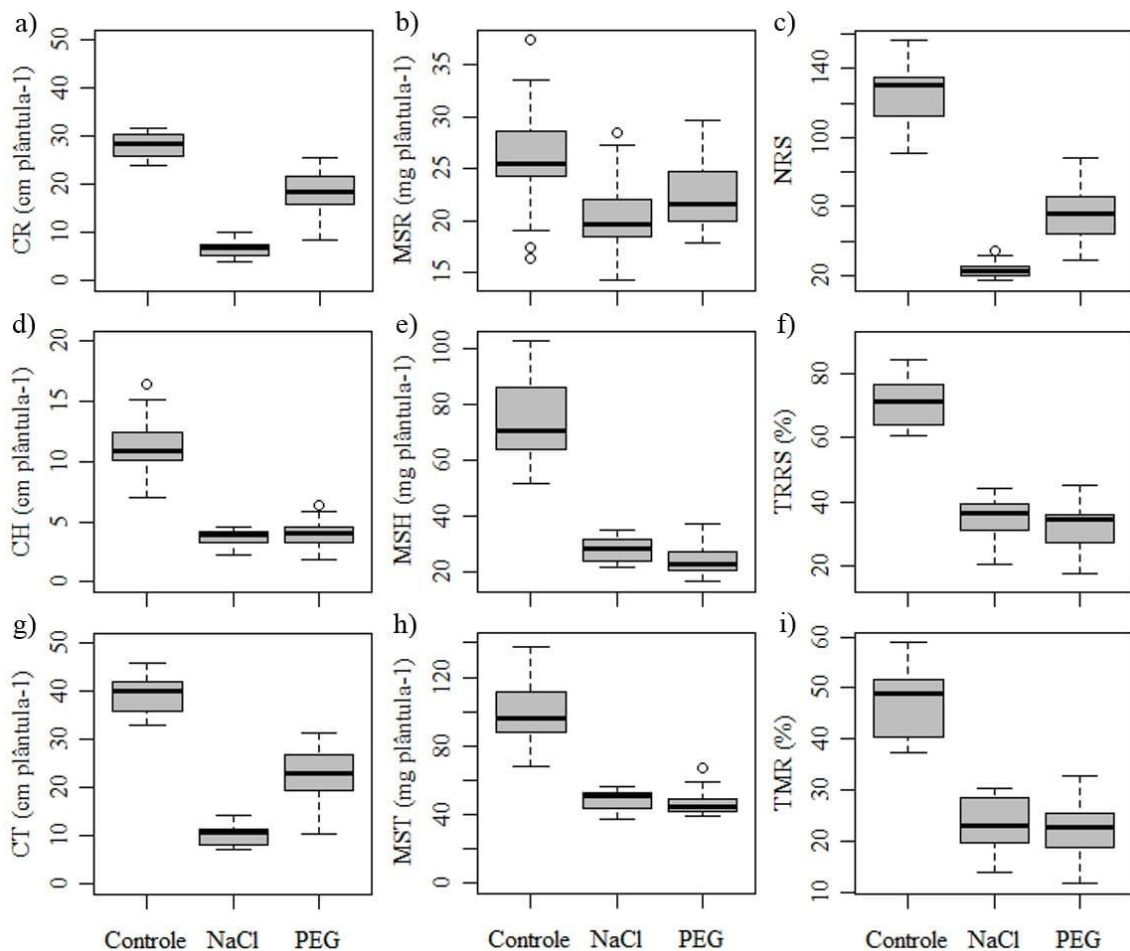 a)
CR (cm plântula-1)
50
40
30
20
10
0
b)
MSR (mg plântula-1)
35
30
25
20
15
c)
NRS
140
100
60
20
d)
CH (cm plântula-1)
20
15
10
5
0
e)
MSH (mg plântula-1)
100
80
60
40
20
f)
TRRS (%)
80
60
40
20
g)
CT (cm plântula-1)
50
40
30
20
10
0
h)
MST (mg plântula-1)
120
80
40
0
i)
TMR (%)
60
50
40
30
20
10
Controle NaCl PEG
Controle NaCl PEG
Controle NaCl PEG